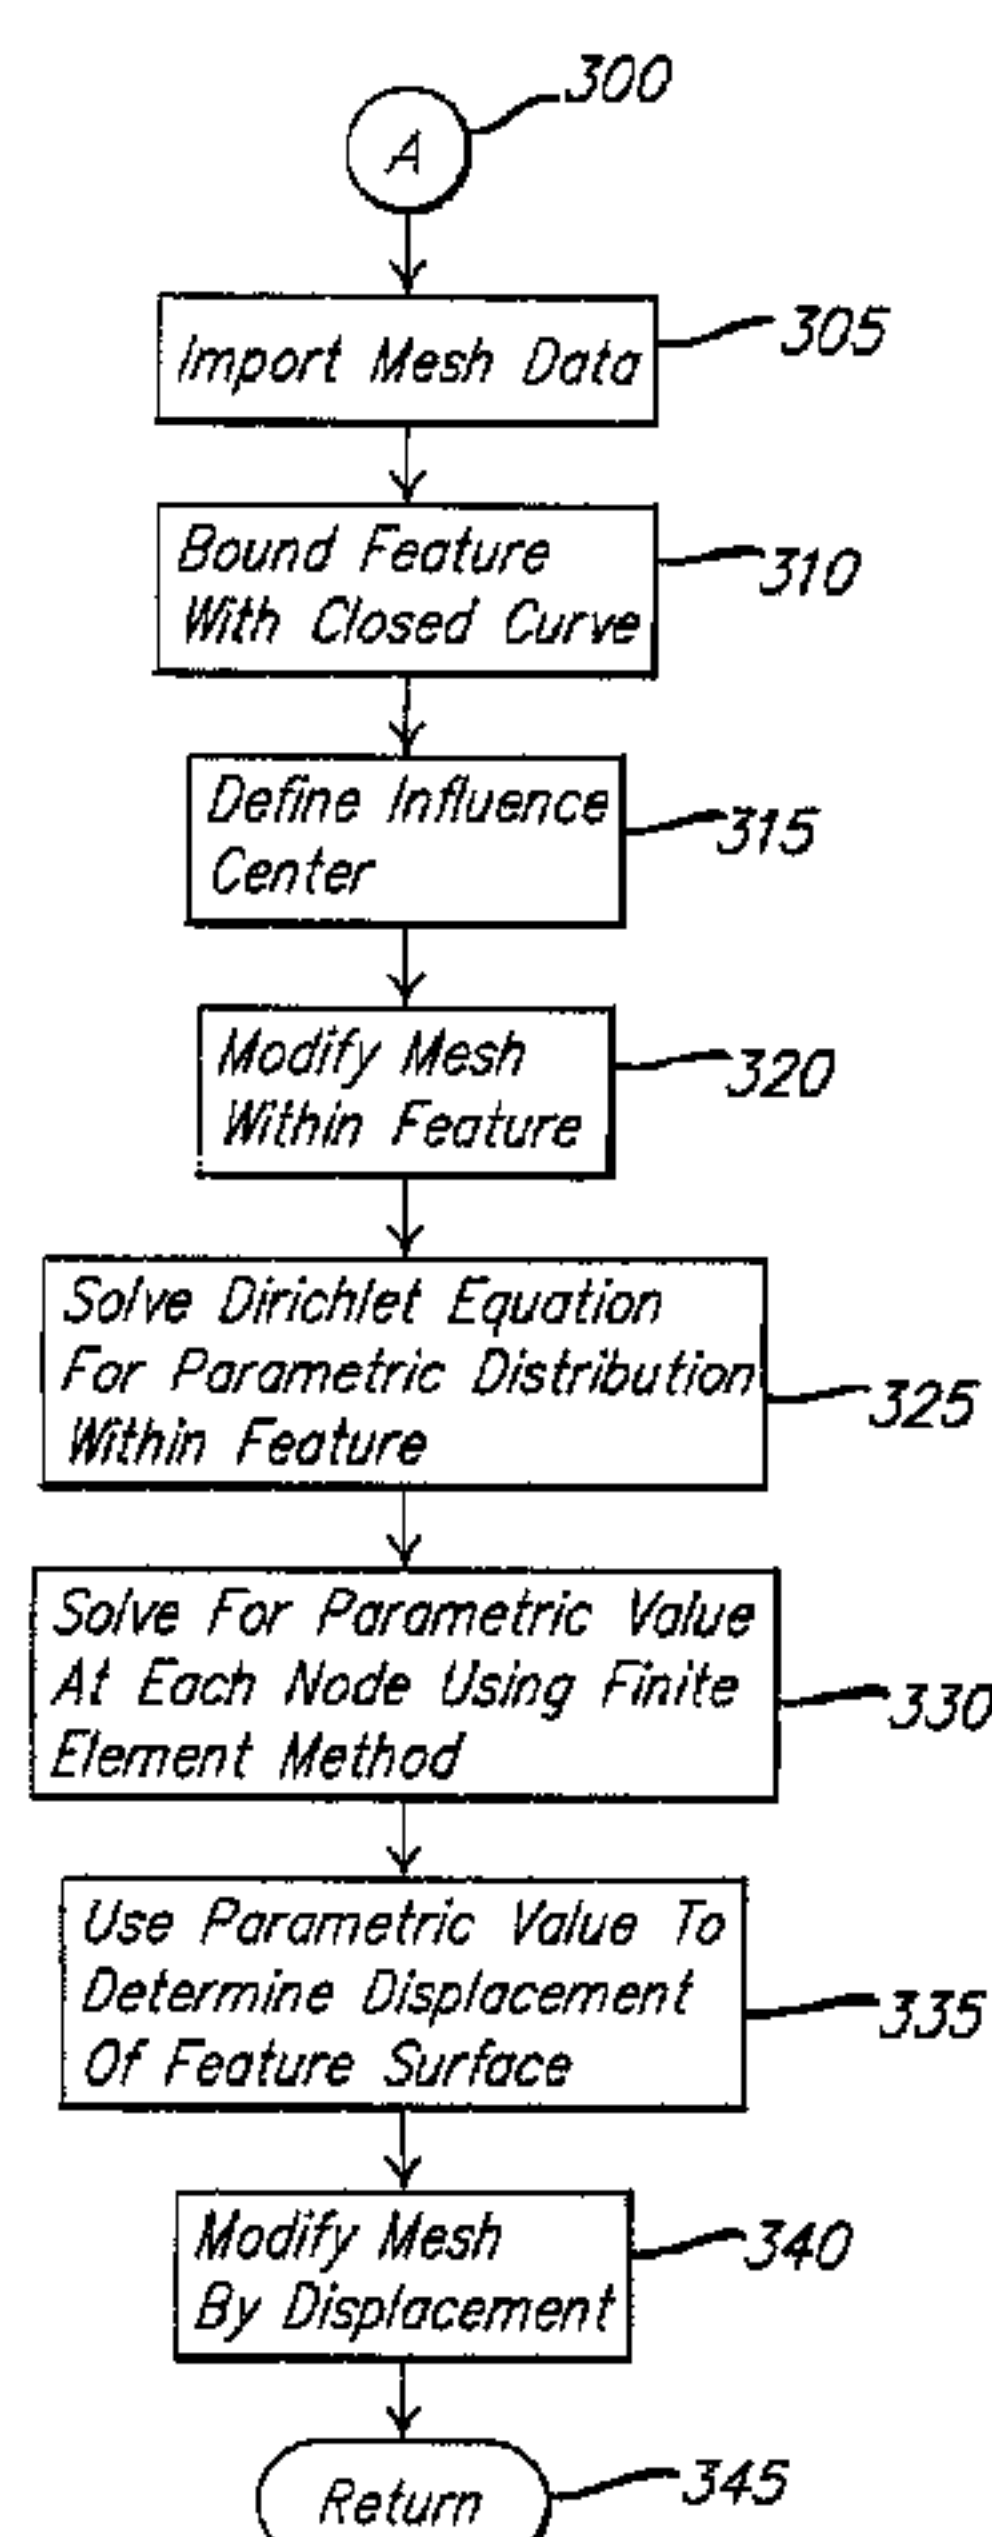 300
A
Import Mesh Data
305
Bound Feature
With Closed Curve
310
Define Influence
Center
315
Modify Mesh
Within Feature
320
Solve Dirichlet Equation
For Parametric Distribution
Within Feature
325
Solve For Parametric Value
At Each Node Using Finite
Element Method
330
Use Parametric Value To
Determine Displacement
Of Feature Surface
335
Modify Mesh
By Displacement
340
Return
345